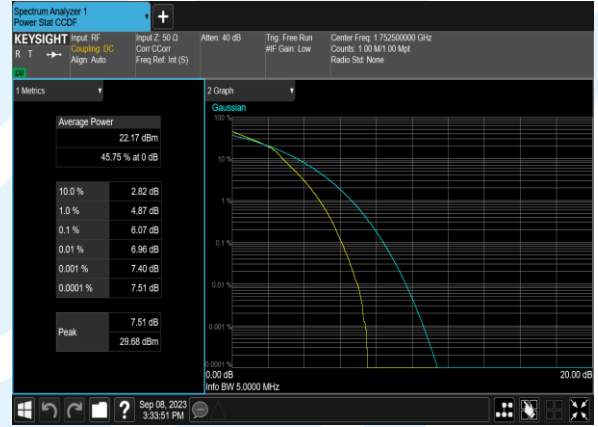 Spectrum Analyzer 1
Power Stat CCDF
KEYSIGHT
R T
LXI
Input: RF
Coupling: DC
Align: Auto
Input Z: 50 Ω
Corr CCorr
Freq Ref: Int (S)
Atten: 40 dB
Trig: Free Run
#IF Gain: Low
Center Freq: 1.752500000 GHz
Counts: 1.00 M/1.00 Mpt
Radio Std: None
1 Metrics
Average Power
22.17 dBm
45.75 % at 0 dB
10.0 % 2.82 dB
1.0 % 4.87 dB
0.1 % 6.07 dB
0.01 % 6.96 dB
0.001 % 7.40 dB
0.0001 % 7.51 dB
Peak
7.51 dB
29.68 dBm
2 Graph
Gaussian
100 %
10 %
1 %
0.1 %
0.01 %
0.001 %
0.0001 %
0.00 dB 20.00 dB
Info BW 5.0000 MHz
Sep 08, 2023
3:33:51 PM